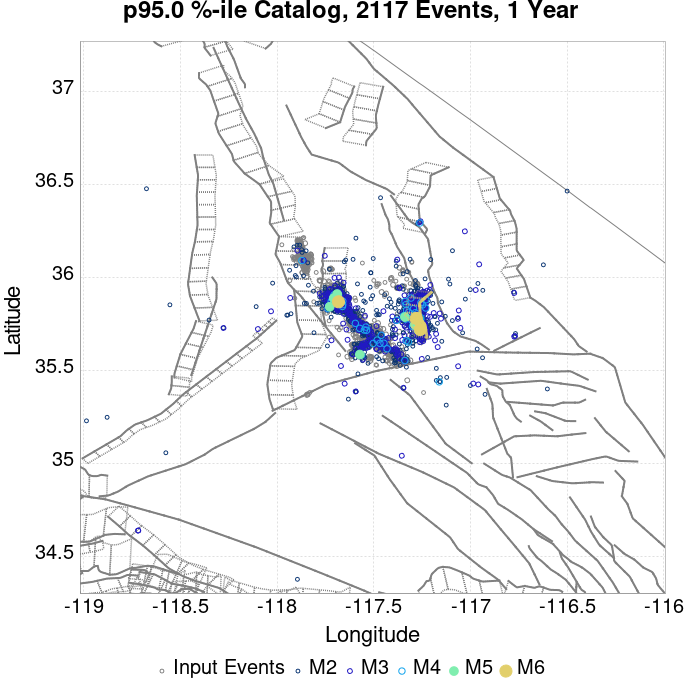 p95.0 %-ile Catalog, 2117 Events, 1 Year
37
36.5
36
35.5
35
34.5
Latitude
-119
-118.5
-118
-117.5
-117
-116.5
-116
Longitude
Input Events
M2
M3
M4
M5
M6